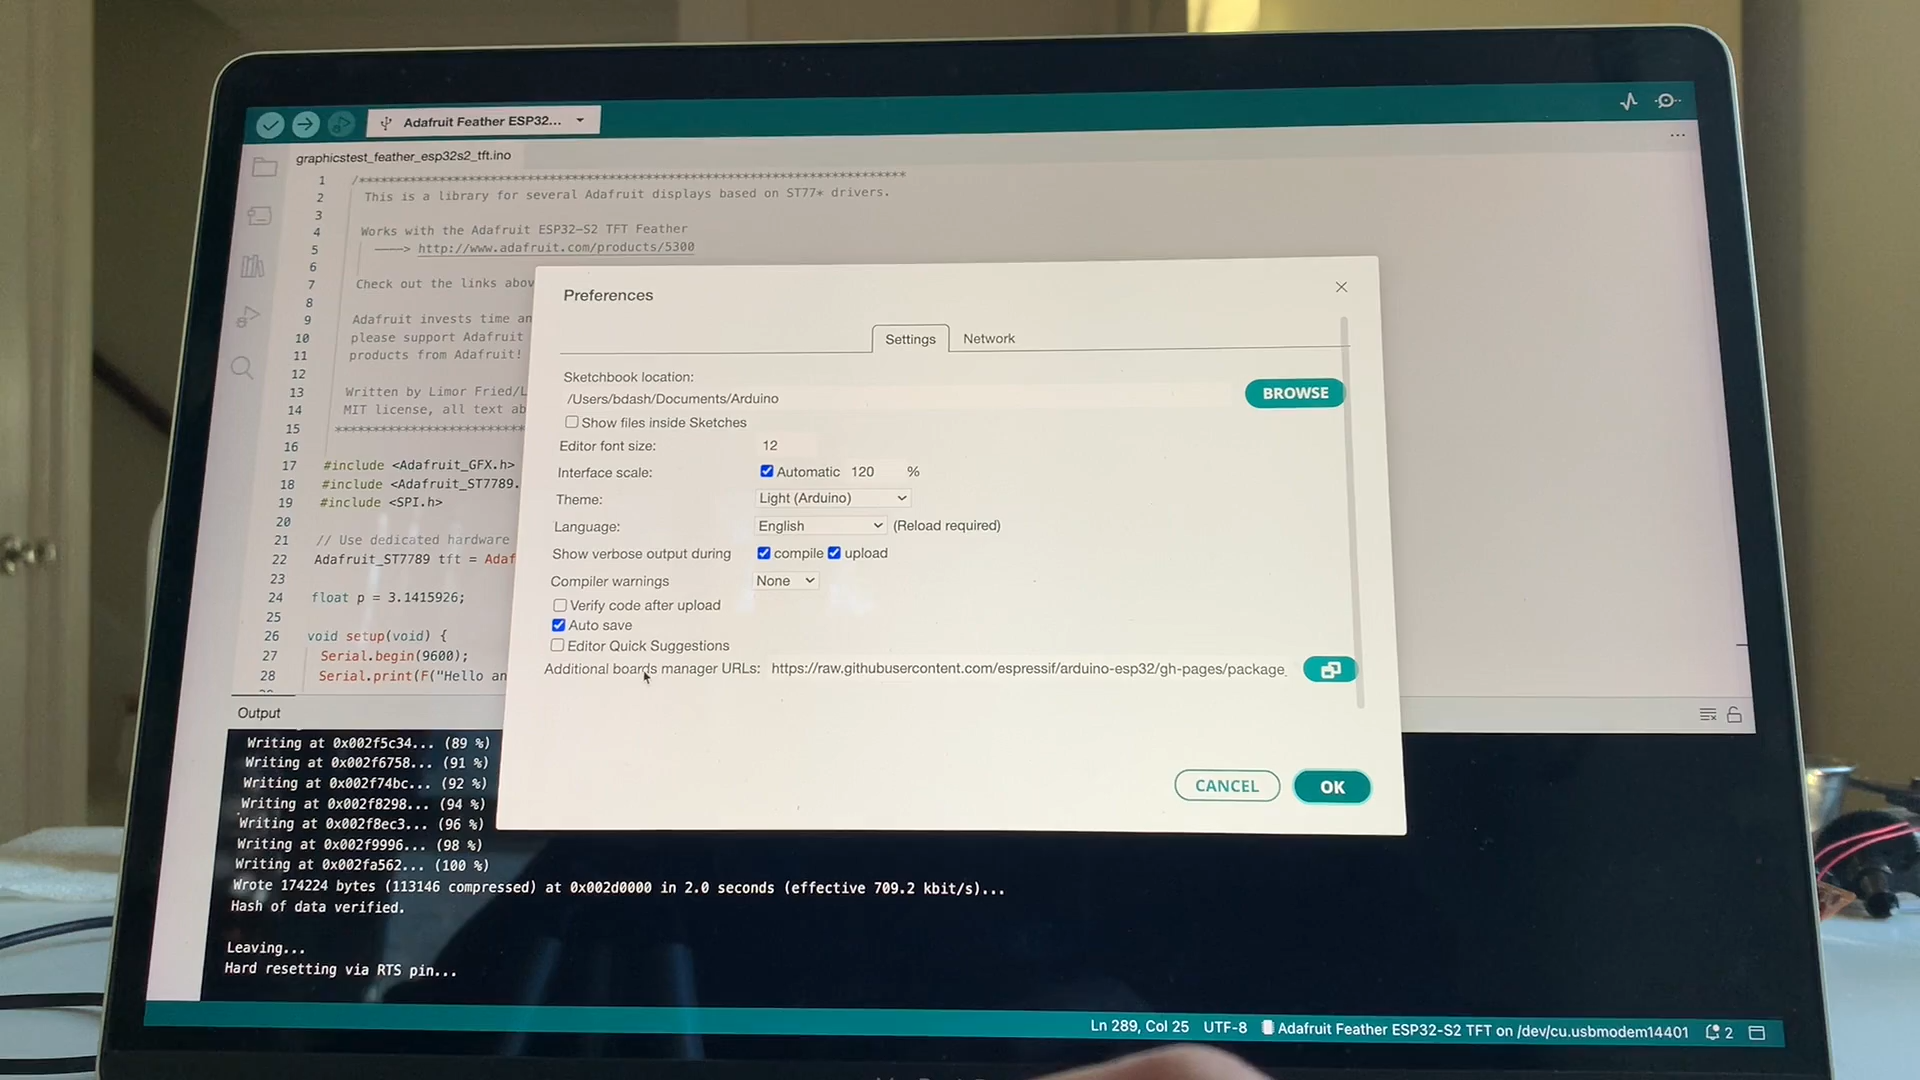 Adafruit Feather ESP32...
graphicstest_feather_esp32s2_tft.ino
1 /****************************************************************************
2 This is a library for several Adafruit displays based on ST77* drivers.
3
4 Works with the Adafruit ESP32-S2 TFT Feather
5 ----> http://www.adafruit.com/products/5300
6
7 Check out the links abov
8
9 Adafruit invests time an
10 please support Adafruit
11 products from Adafruit!
12
13 Written by Limor Fried/L
14 MIT license, all text ab
15 **************************
16
17 #include <Adafruit_GFX.h>
18 #include <Adafruit_ST7789.
19 #include <SPI.h>
20
21 // Use dedicated hardware
22 Adafruit_ST7789 tft = Adaf
23
24 float p = 3.1415926;
25
26 void setup(void) {
27 Serial.begin(9600);
28 Serial.print(F("Hello an
Preferences
Settings Network
Sketchbook location:
/Users/bdash/Documents/Arduino
BROWSE
Show files inside Sketches
Editor font size: 12
Interface scale: Automatic 120 %
Theme: Light (Arduino)
Language: English (Reload required)
Show verbose output during compile upload
Compiler warnings None
Verify code after upload
Auto save
Editor Quick Suggestions
Additional boards manager URLs: https://raw.githubusercontent.com/espressif/arduino-esp32/gh-pages/package_
CANCEL OK
Output
Writing at 0x002f5c34... (89 %)
Writing at 0x002f6758... (91 %)
Writing at 0x002f74bc... (92 %)
Writing at 0x002f8298... (94 %)
Writing at 0x002f8ec3... (96 %)
Writing at 0x002f9996... (98 %)
Writing at 0x002fa562... (100 %)
Wrote 174224 bytes (113146 compressed) at 0x002d0000 in 2.0 seconds (effective 709.2 kbit/s)...
Hash of data verified.
Leaving...
Hard resetting via RTS pin...
Ln 289, Col 25 UTF-8 Adafruit Feather ESP32-S2 TFT on /dev/cu.usbmodem14401 2